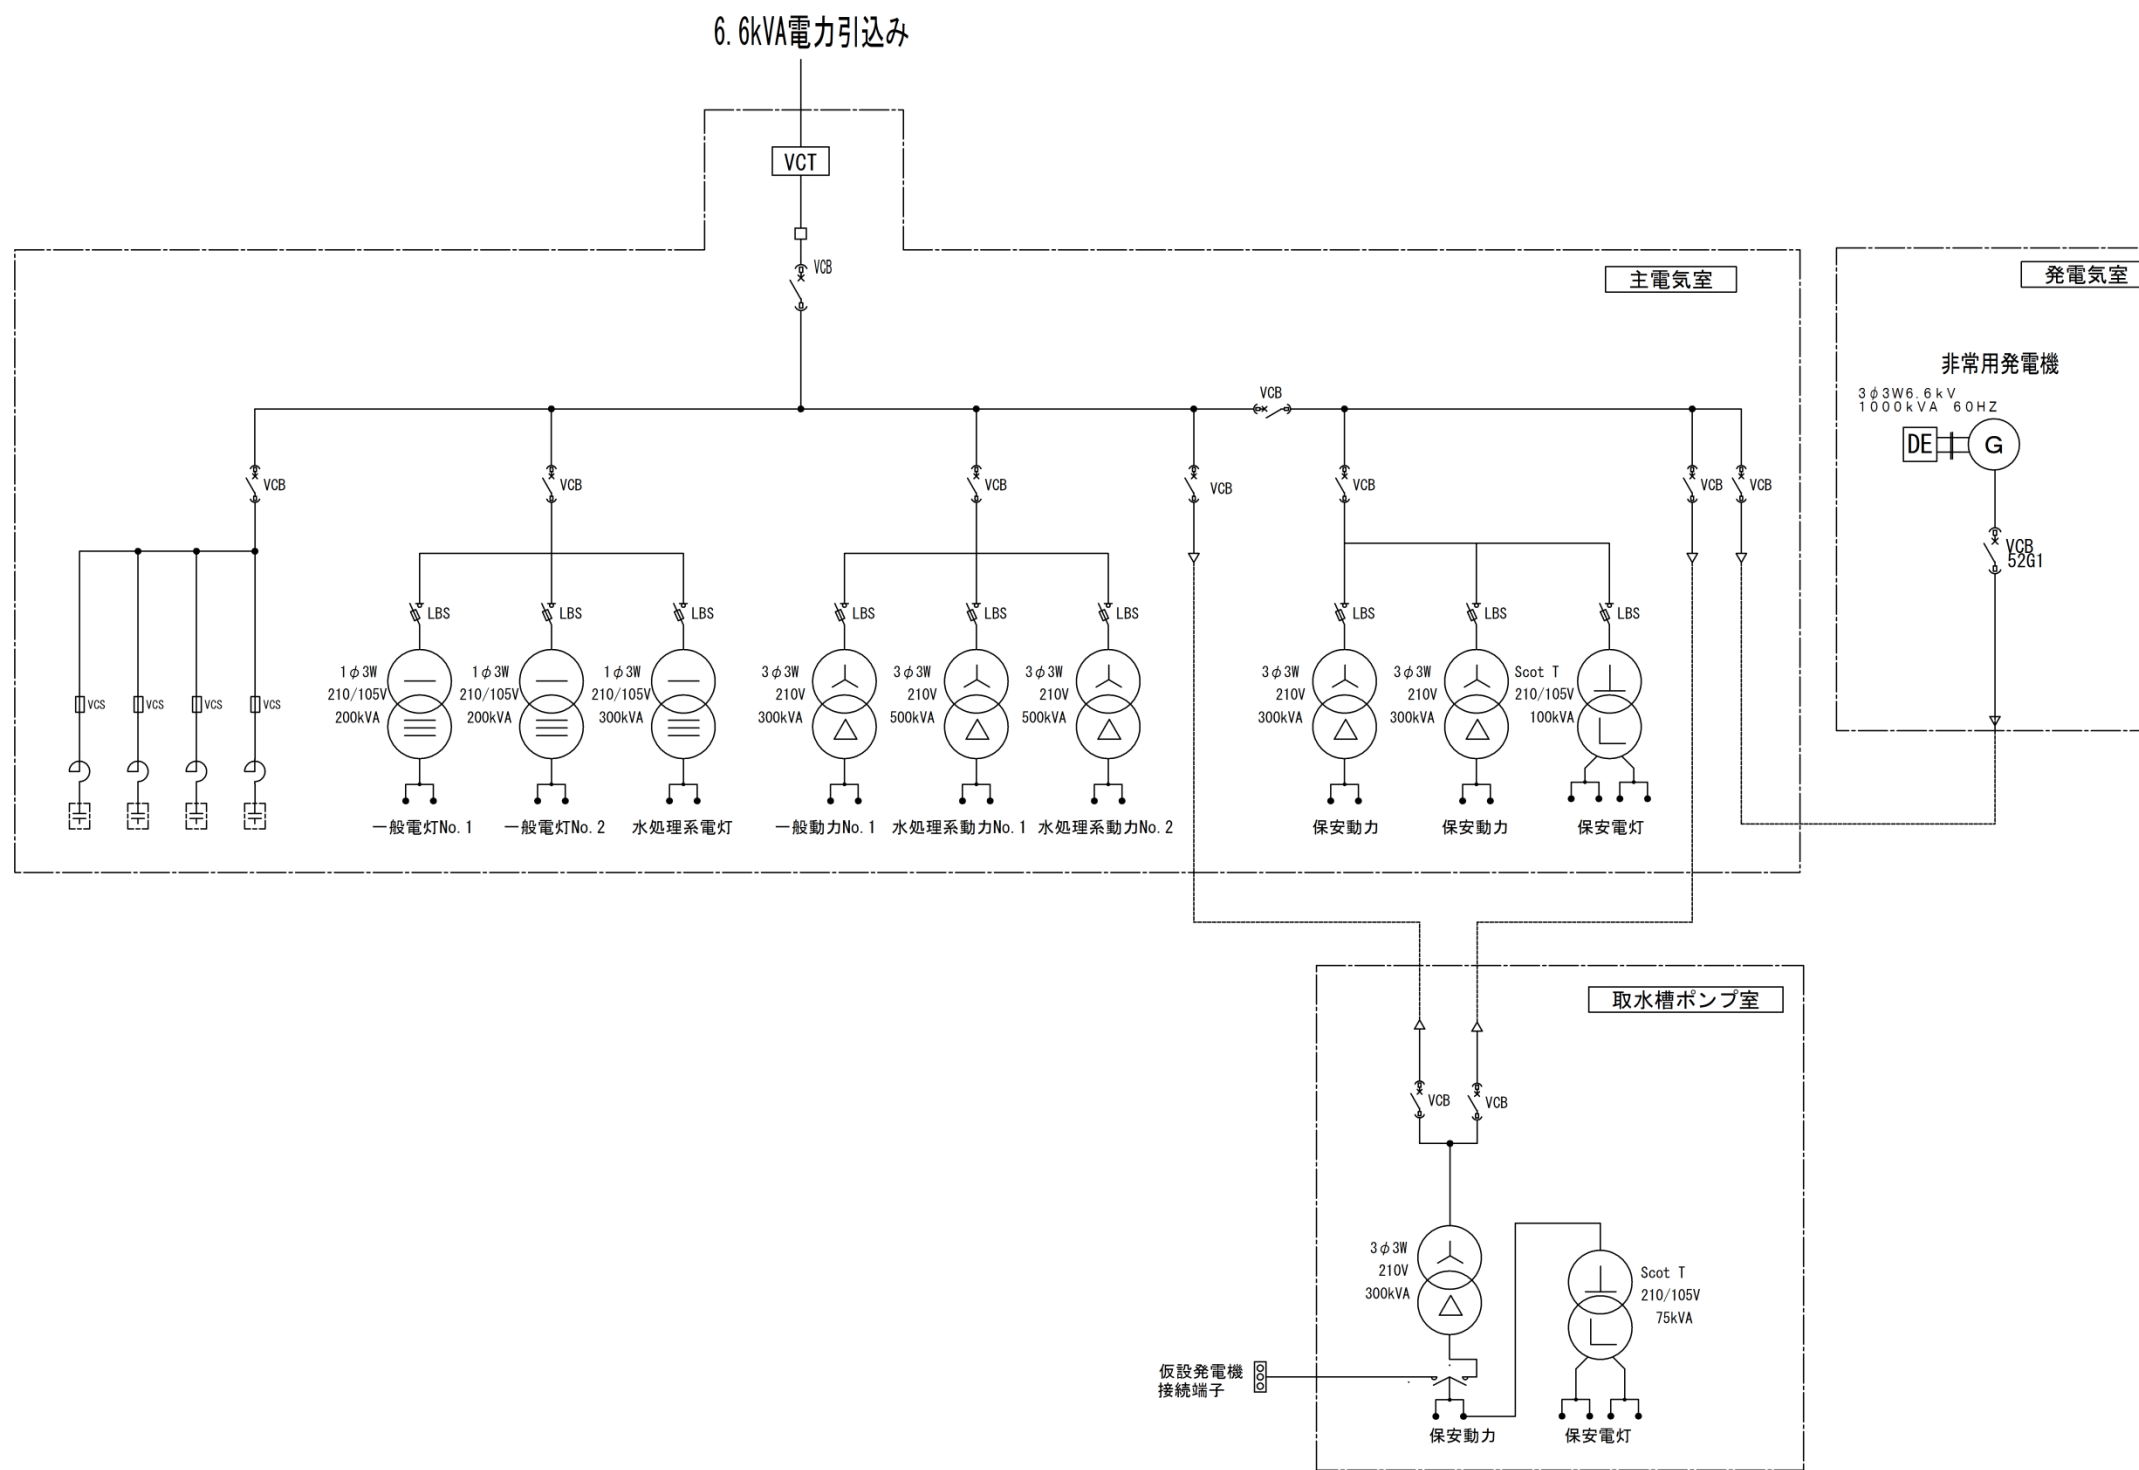 6.6kVA電力引込み
VCT
VCB
主電気室
発電気室
非常用発電機
3φ3W6.6kV
1000kVA 60HZ
DE
G
VCB
52G1
VCB
VCB
VCB
VCB
VCB
VCB
VCB
VCB
LBS
LBS
LBS
LBS
LBS
LBS
LBS
LBS
LBS
VCS
VCS
VCS
VCS
1φ3W
210/105V
200kVA
1φ3W
210/105V
200kVA
1φ3W
210/105V
300kVA
3φ3W
210V
300kVA
3φ3W
210V
500kVA
3φ3W
210V
500kVA
3φ3W
210V
300kVA
3φ3W
210V
300kVA
Scot T
210/105V
100kVA
一般電灯No.1
一般電灯No.2
水処理系電灯
一般動力No.1
水処理系動力No.1
水処理系動力No.2
保安動力
保安動力
保安電灯
取水槽ポンプ室
VCB
VCB
3φ3W
210V
300kVA
Scot T
210/105V
75kVA
仮設発電機
接続端子
保安動力
保安電灯